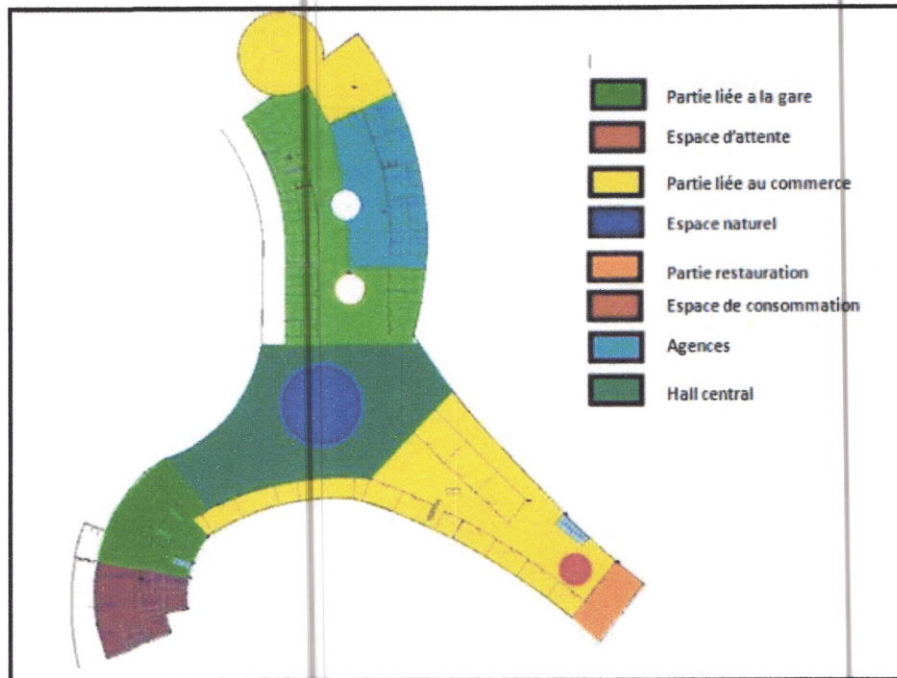 Partie liée a la gare
Espace d'attente
Partie liée au commerce
Espace naturel
Partie restauration
Espace de consommation
Agences
Hall central